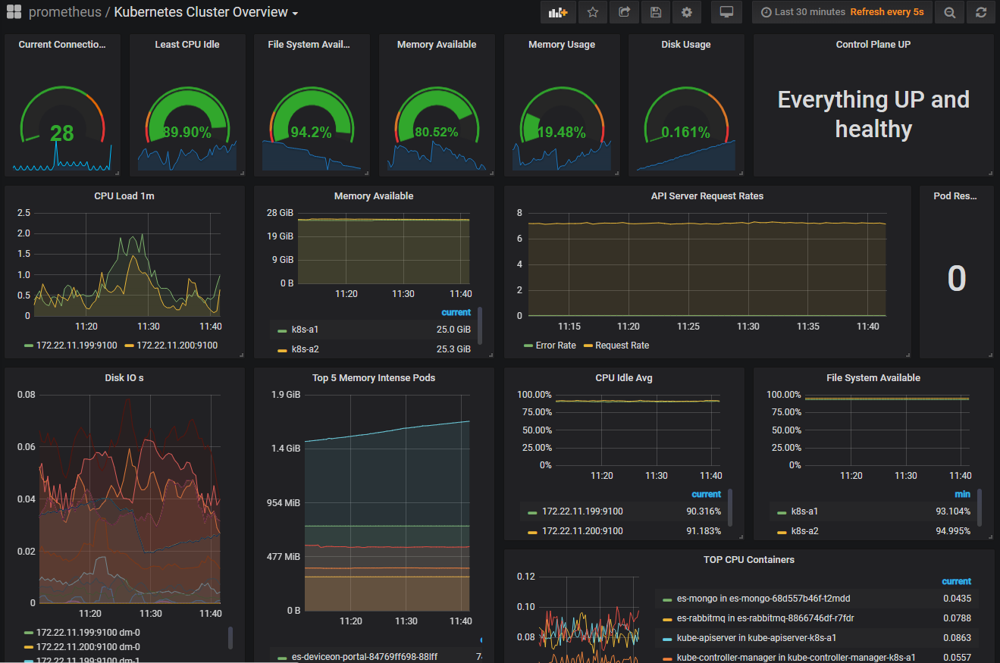 prometheus / Kubernetes Cluster Overview
Last 30 minutes Refresh every 5s
Current Connectio...
28
Least CPU Idle
89.90%
File System Avail...
94.2%
Memory Available
80.52%
Memory Usage
19.48%
Disk Usage
0.161%
Control Plane UP
Everything UP and
healthy
CPU Load 1m
2.5
2.0
1.5
1.0
0.5
0
11:20 11:30 11:40
172.22.11.199:9100 172.22.11.200:9100
Memory Available
28 GiB
19 GiB
9 GiB
0 B
11:20 11:30 11:40
current
k8s-a1 25.0 GiB
k8s-a2 25.3 GiB
API Server Request Rates
8
6
4
2
0
11:15 11:20 11:25 11:30 11:35 11:40
Error Rate Request Rate
Pod Res...
0
Disk IO s
0.08
0.06
0.04
0.02
0
11:20 11:30 11:40
172.22.11.199:9100 dm-0
172.22.11.200:9100 dm-0
172.22.11.199:9100 dm-1
Top 5 Memory Intense Pods
1.9 GiB
1.4 GiB
954 MiB
477 MiB
0 B
11:20 11:30 11:40
es-deviceon-portal-84769ff698-88lff
CPU Idle Avg
100.00%
75.00%
50.00%
25.00%
0%
11:20 11:30 11:40
current
172.22.11.199:9100 90.316%
172.22.11.200:9100 91.183%
File System Available
100.00%
75.00%
50.00%
25.00%
0%
11:20 11:30 11:40
min
k8s-a1 93.104%
k8s-a2 94.995%
TOP CPU Containers
0.12
0.10
0.08
current
es-mongo in es-mongo-68d557b46f-t2mdd 0.0435
es-rabbitmq in es-rabbitmq-8866746df-r7fdr 0.0788
kube-apiserver in kube-apiserver-k8s-a1 0.0863
kube-controller-manager in kube-controller-manager-k8s-a1 0.0557